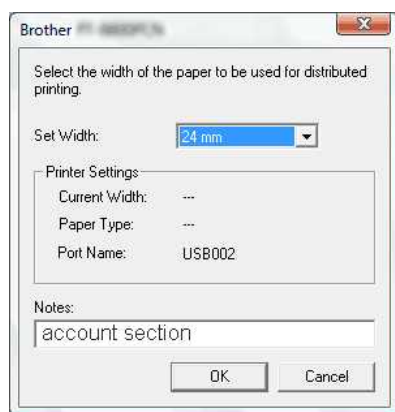 Brother
Select the width of the paper to be used for distributed
printing.
Set Width: 24 mm
Printer Settings
Current Width: ---
Paper Type: ---
Port Name: USB002
Notes:
account section
OK Cancel